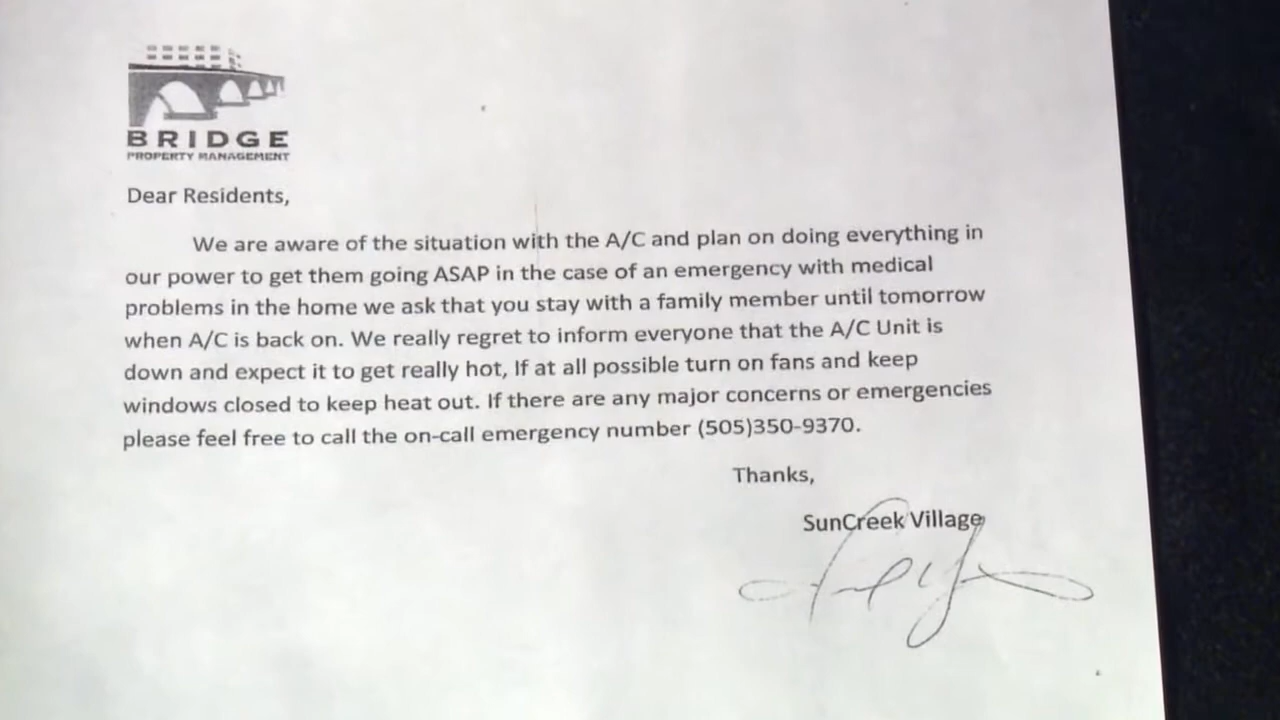 BRIDGE
PROPERTY MANAGEMENT
Dear Residents,
We are aware of the situation with the A/C and plan on doing everything in
our power to get them going ASAP in the case of an emergency with medical
problems in the home we ask that you stay with a family member until tomorrow
when A/C is back on. We really regret to inform everyone that the A/C Unit is
down and expect it to get really hot, If at all possible turn on fans and keep
windows closed to keep heat out. If there are any major concerns or emergencies
please feel free to call the on-call emergency number (505)350-9370.
Thanks,
SunCreek Village